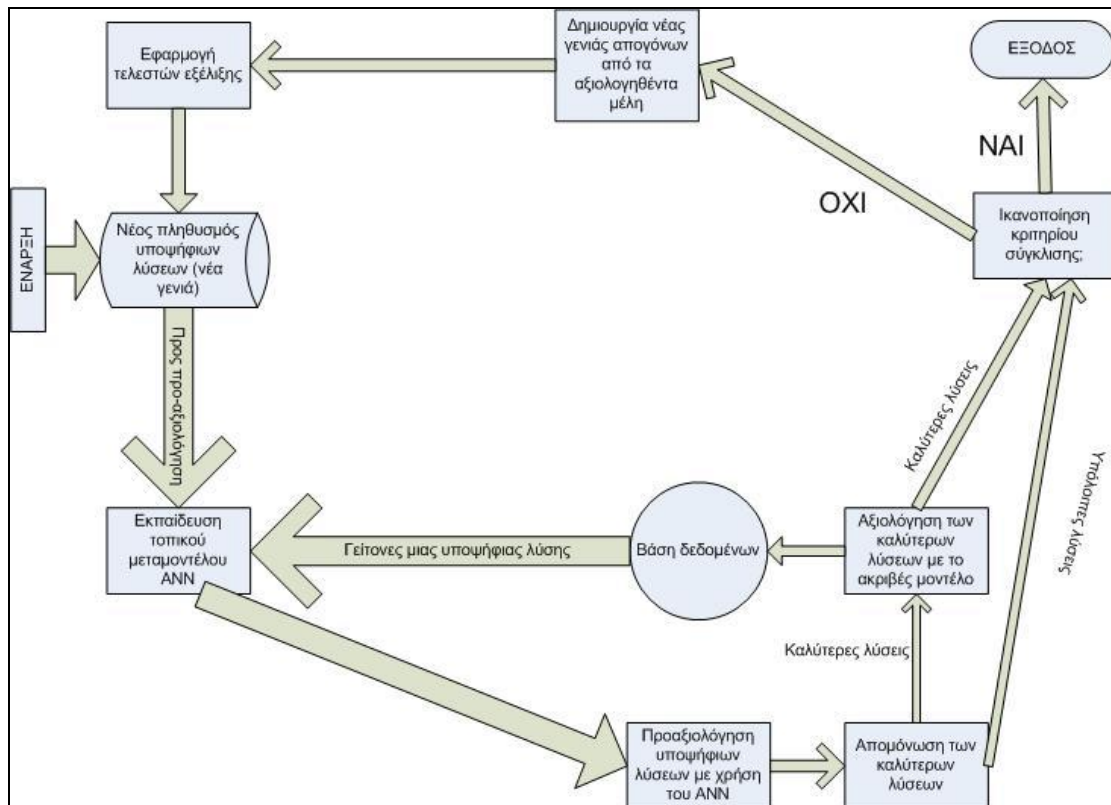 Εφαρμογή
τελεστών εξέλιξης
Δημιουργία νέας
γενιάς απογόνων
από τα
αξιολογηθέντα
μέλη
ΕΞΟΔΟΣ
ΝΑΙ
ΟΧΙ
Ικανοποίηση
κριτηρίου
σύγκλισης;
ΕΝΑΡΞΗ
Νέος πληθυσμός
υποψήφιων
λύσεων (νέα
γενιά)
Προς προ-αξιολόγηση
Καλύτερες λύσεις
Υπόλοιπες λύσεις
Εκπαίδευση
τοπικού
μεταμοντέλου
ANN
Γείτονες μιας υποψήφιας λύσης
Βάση δεδομένων
Αξιολόγηση των
καλύτερων
λύσεων με το
ακριβές μοντέλο
Καλύτερες λύσεις
Προαξιολόγηση
υποψήφιων
λύσεων με χρήση
του ANN
Απομόνωση των
καλύτερων
λύσεων